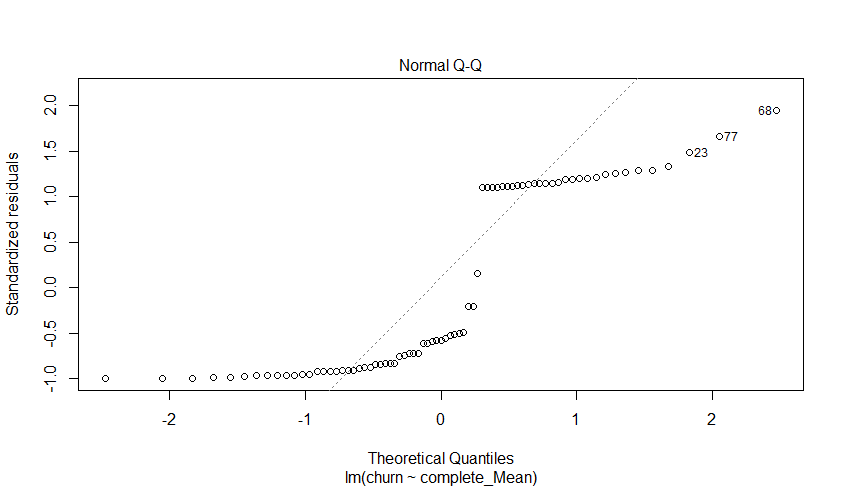 Normal Q-Q
Standardized residuals
2.0
1.5
1.0
0.5
0.0
-0.5
-1.0
68
77
23
-2 -1 0 1 2
Theoretical Quantiles
lm(churn ~ complete_Mean)